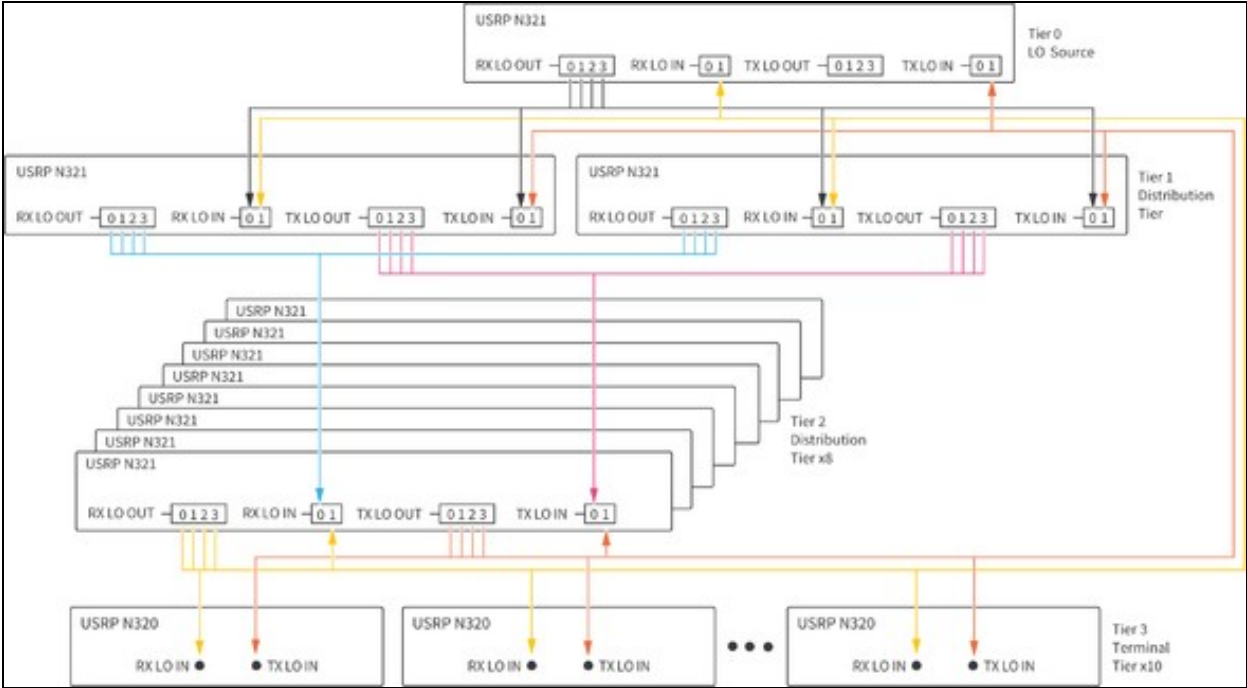 USRP N321
RX LO OUT 0 1 2 3 RX LO IN 0 1 TX LO OUT 0 1 2 3 TX LO IN 0 1
Tier 0
LO Source
USRP N321
RX LO OUT 0 1 2 3 RX LO IN 0 1 TX LO OUT 0 1 2 3 TX LO IN 0 1
USRP N321
RX LO OUT 0 1 2 3 RX LO IN 0 1 TX LO OUT 0 1 2 3 TX LO IN 0 1
Tier 1
Distribution
Tier
USRP N321
USRP N321
USRP N321
USRP N321
USRP N321
USRP N321
USRP N321
USRP N321
RX LO OUT 0 1 2 3 RX LO IN 0 1 TX LO OUT 0 1 2 3 TX LO IN 0 1
Tier 2
Distribution
Tier x8
USRP N320
RX LO IN TX LO IN
USRP N320
RX LO IN TX LO IN
USRP N320
RX LO IN TX LO IN
Tier 3
Terminal
Tier x10